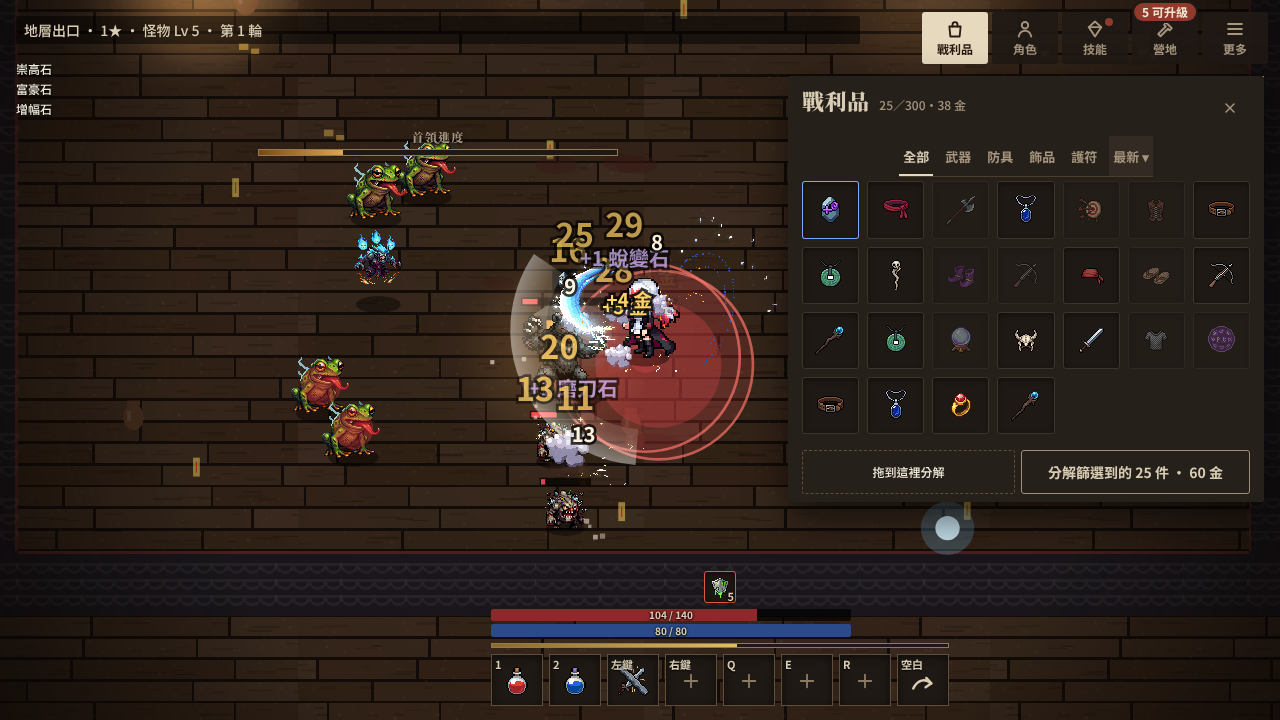 地層出口 · 1★ · 怪物 Lv 5 · 第 1 輪
崇高石
富豪石
增幅石
5 可升級
戰利品
角色
技能
營地
更多
首領進度
戰利品 25／300 · 38 金
全部 武器 防具 飾品 護符 最新▾
拖到這裡分解
分解篩選到的 25 件 · 60 金
29
25
8
+1 蛻變石
28
9
+4 金
20
13
11
13
5
104 / 140
80 / 80
1
2
左鍵
右鍵
Q
E
R
空白